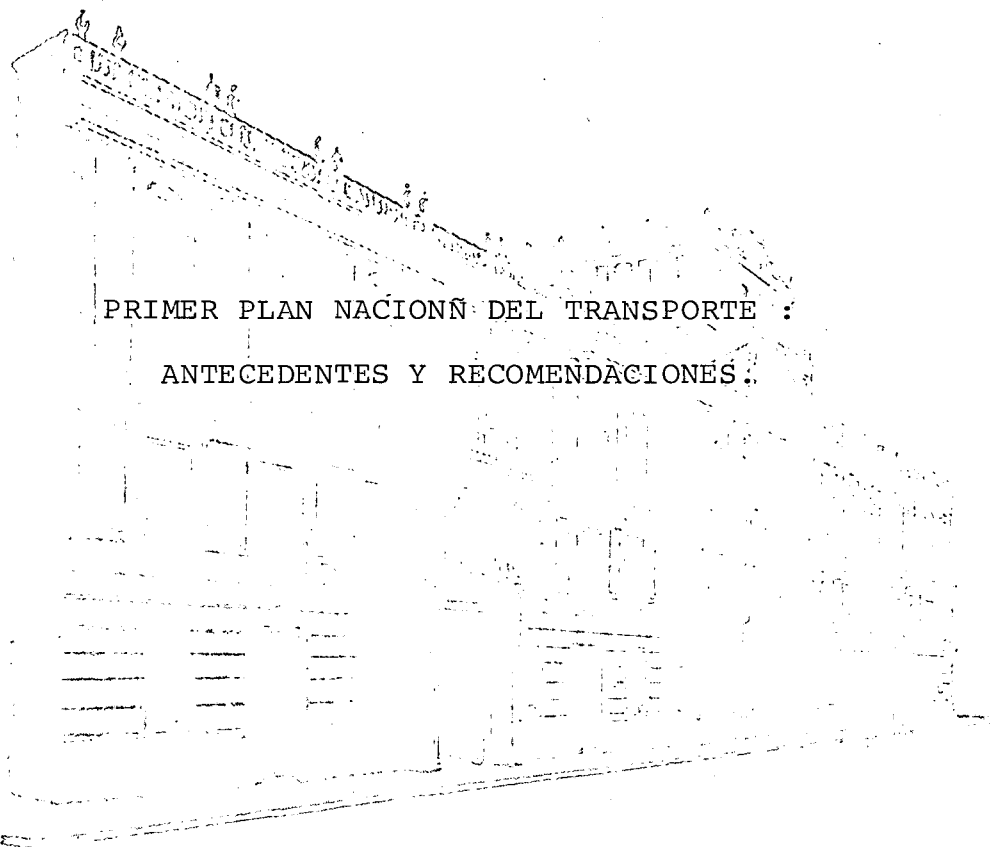 PRIMER PLAN NACIONÑ DEL TRANSPORTE :
ANTECEDENTES Y RECOMENDACIONES.